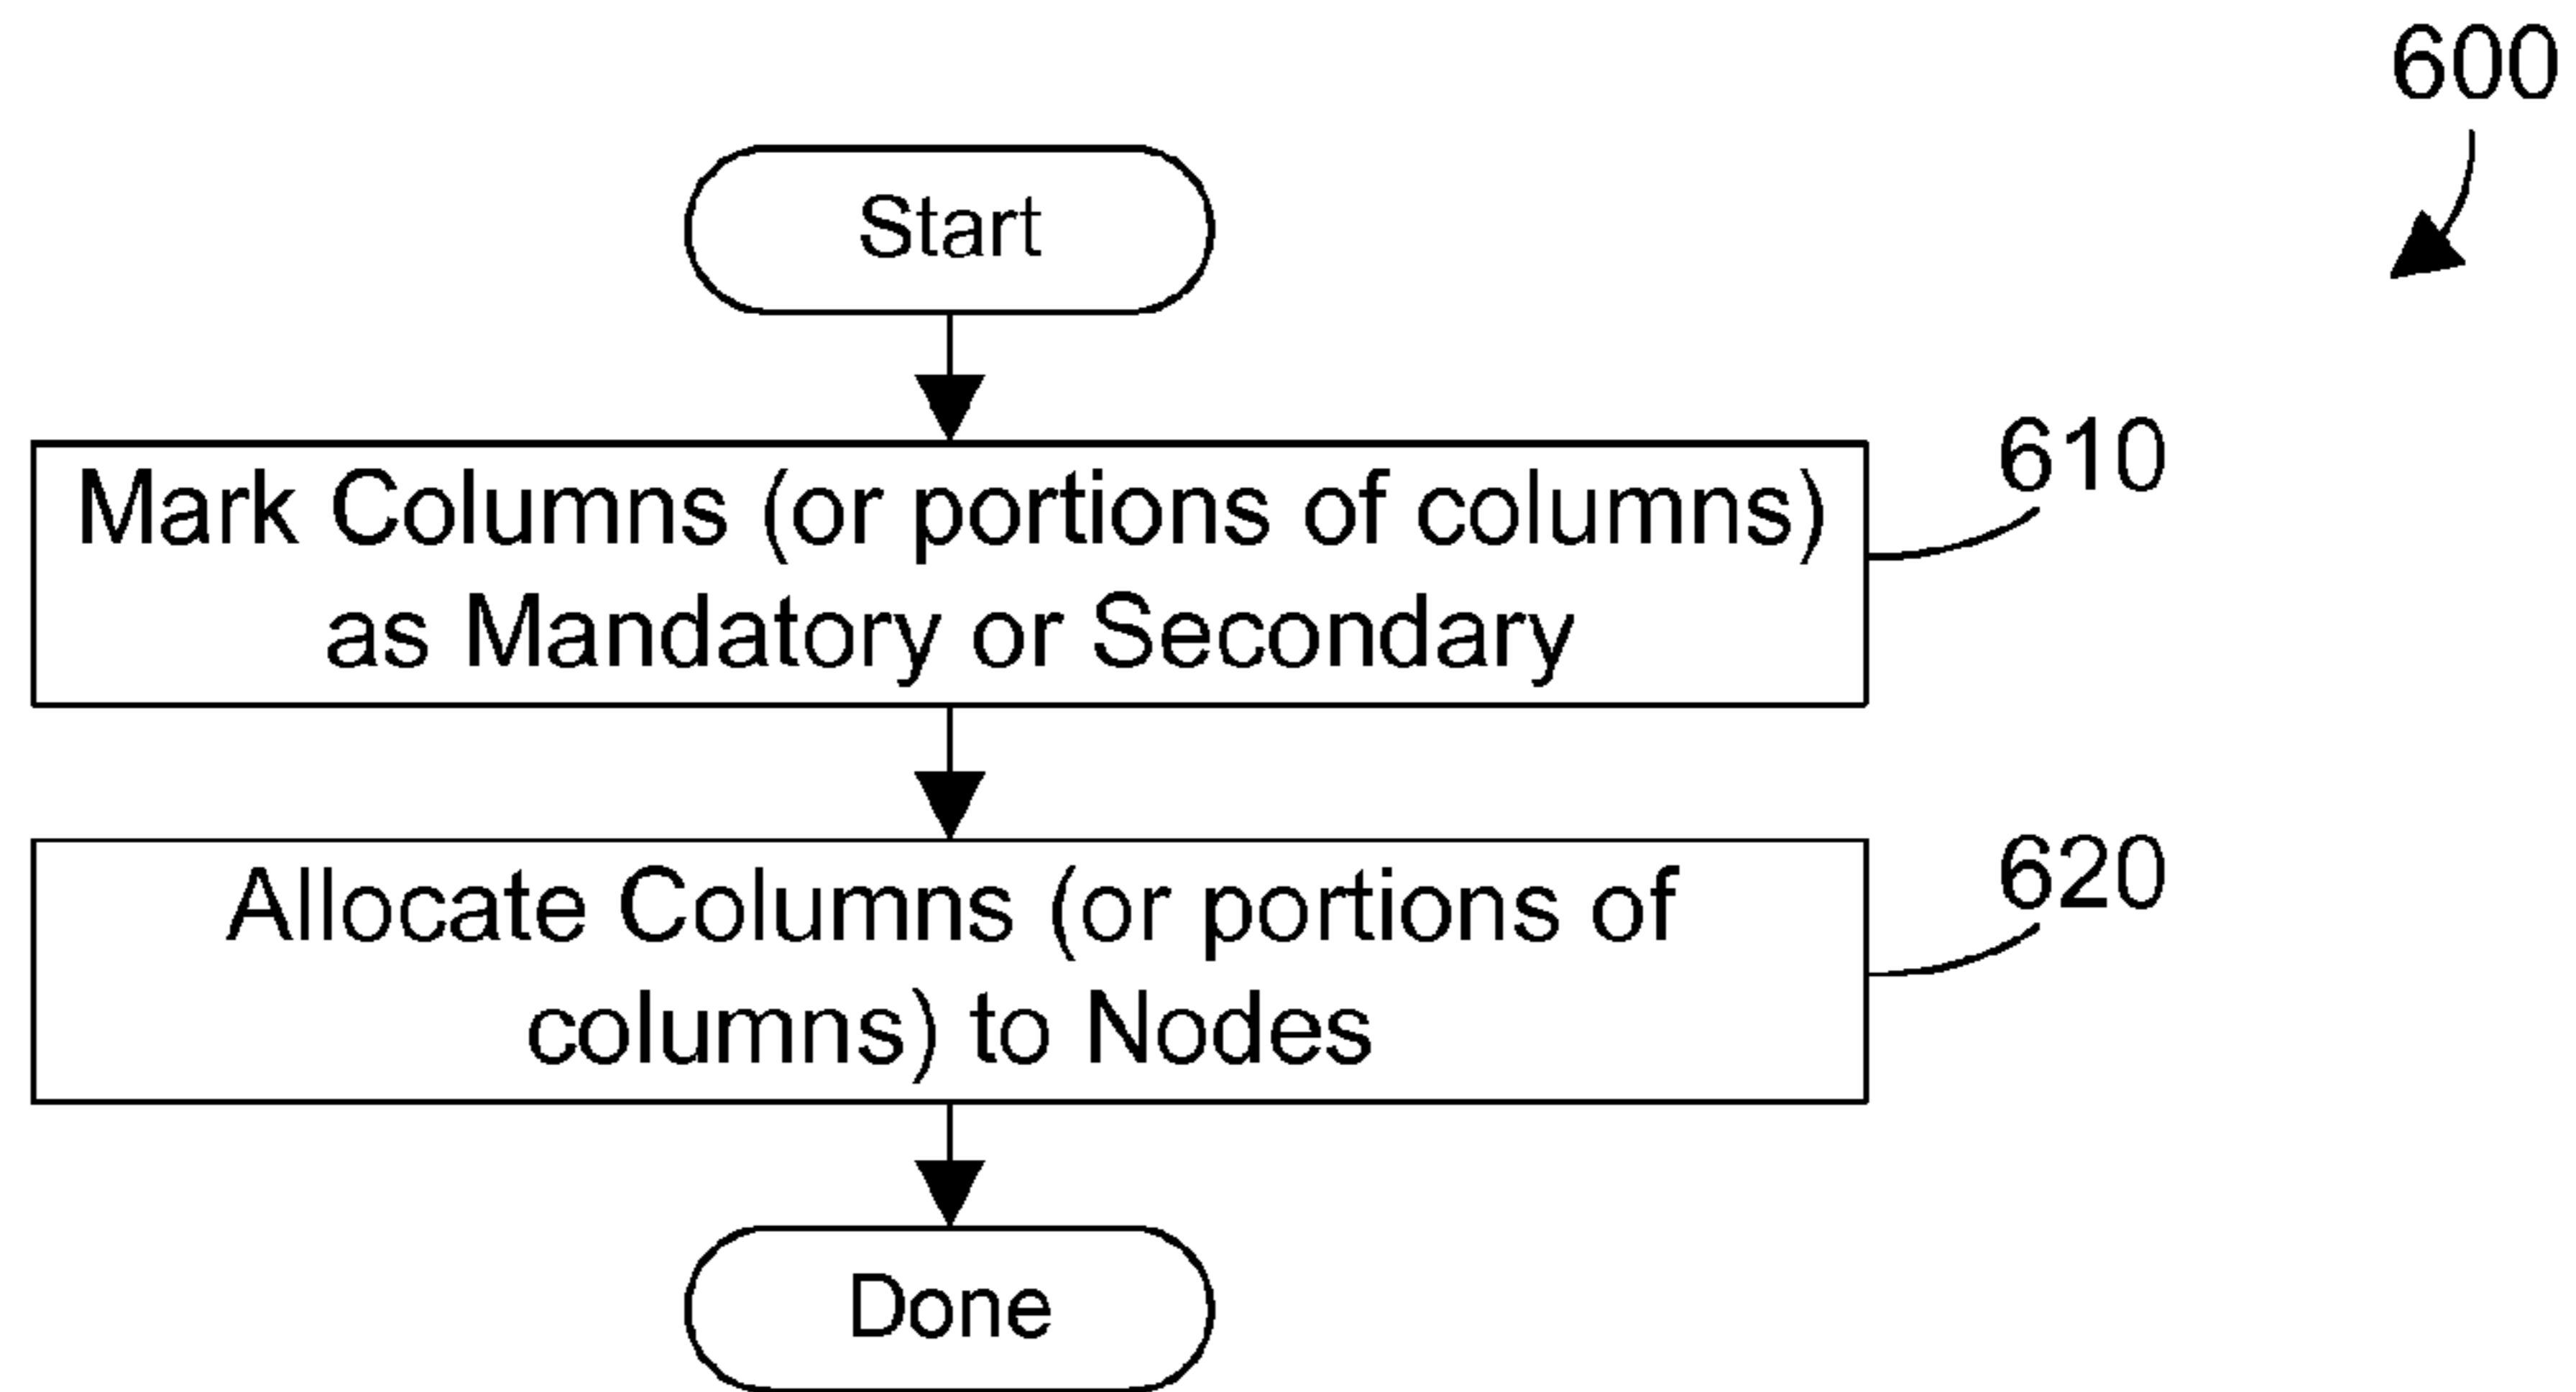 600
Start
Mark Columns (or portions of columns)
as Mandatory or Secondary
610
Allocate Columns (or portions of
columns) to Nodes
620
Done